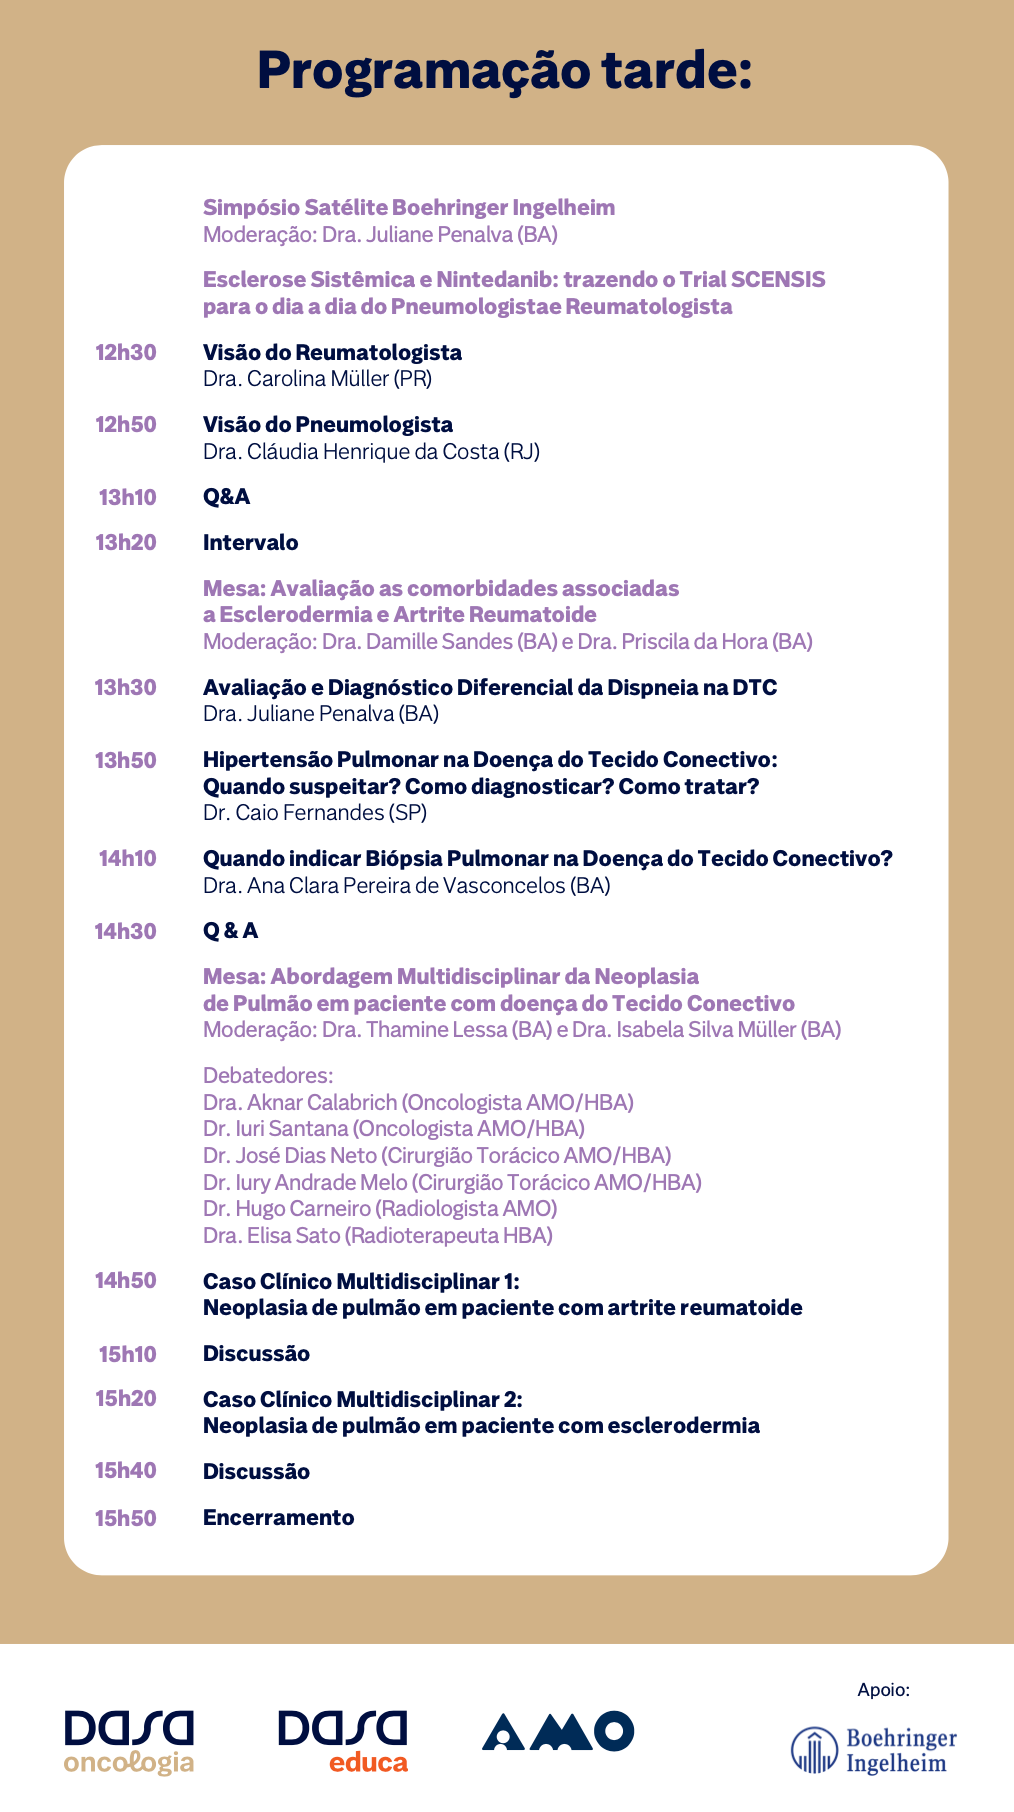 Programação tarde:
Simpósio Satélite Boehringer Ingelheim
Moderação: Dra. Juliane Penalva (BA)
Esclerose Sistêmica e Nintedanib: trazendo o Trial SCENSIS
para o dia a dia do Pneumologistae Reumatologista
12h30 Visão do Reumatologista
Dra. Carolina Müller (PR)
12h50 Visão do Pneumologista
Dra. Cláudia Henrique da Costa (RJ)
13h10 Q&A
13h20 Intervalo
Mesa: Avaliação as comorbidades associadas
a Esclerodermia e Artrite Reumatoide
Moderação: Dra. Damille Sandes (BA) e Dra. Priscila da Hora (BA)
13h30 Avaliação e Diagnóstico Diferencial da Dispneia na DTC
Dra. Juliane Penalva (BA)
13h50 Hipertensão Pulmonar na Doença do Tecido Conectivo:
Quando suspeitar? Como diagnosticar? Como tratar?
Dr. Caio Fernandes (SP)
14h10 Quando indicar Biópsia Pulmonar na Doença do Tecido Conectivo?
Dra. Ana Clara Pereira de Vasconcelos (BA)
14h30 Q & A
Mesa: Abordagem Multidisciplinar da Neoplasia
de Pulmão em paciente com doença do Tecido Conectivo
Moderação: Dra. Thamine Lessa (BA) e Dra. Isabela Silva Müller (BA)
Debatedores:
Dra. Aknar Calabrich (Oncologista AMO/HBA)
Dr. Iuri Santana (Oncologista AMO/HBA)
Dr. José Dias Neto (Cirurgião Torácico AMO/HBA)
Dr. Iury Andrade Melo (Cirurgião Torácico AMO/HBA)
Dr. Hugo Carneiro (Radiologista AMO)
Dra. Elisa Sato (Radioterapeuta HBA)
14h50 Caso Clínico Multidisciplinar 1:
Neoplasia de pulmão em paciente com artrite reumatoide
15h10 Discussão
15h20 Caso Clínico Multidisciplinar 2:
Neoplasia de pulmão em paciente com esclerodermia
15h40 Discussão
15h50 Encerramento
Apoio:
Dasa
oncologia
Dasa
educa
AMO
Boehringer
Ingelheim